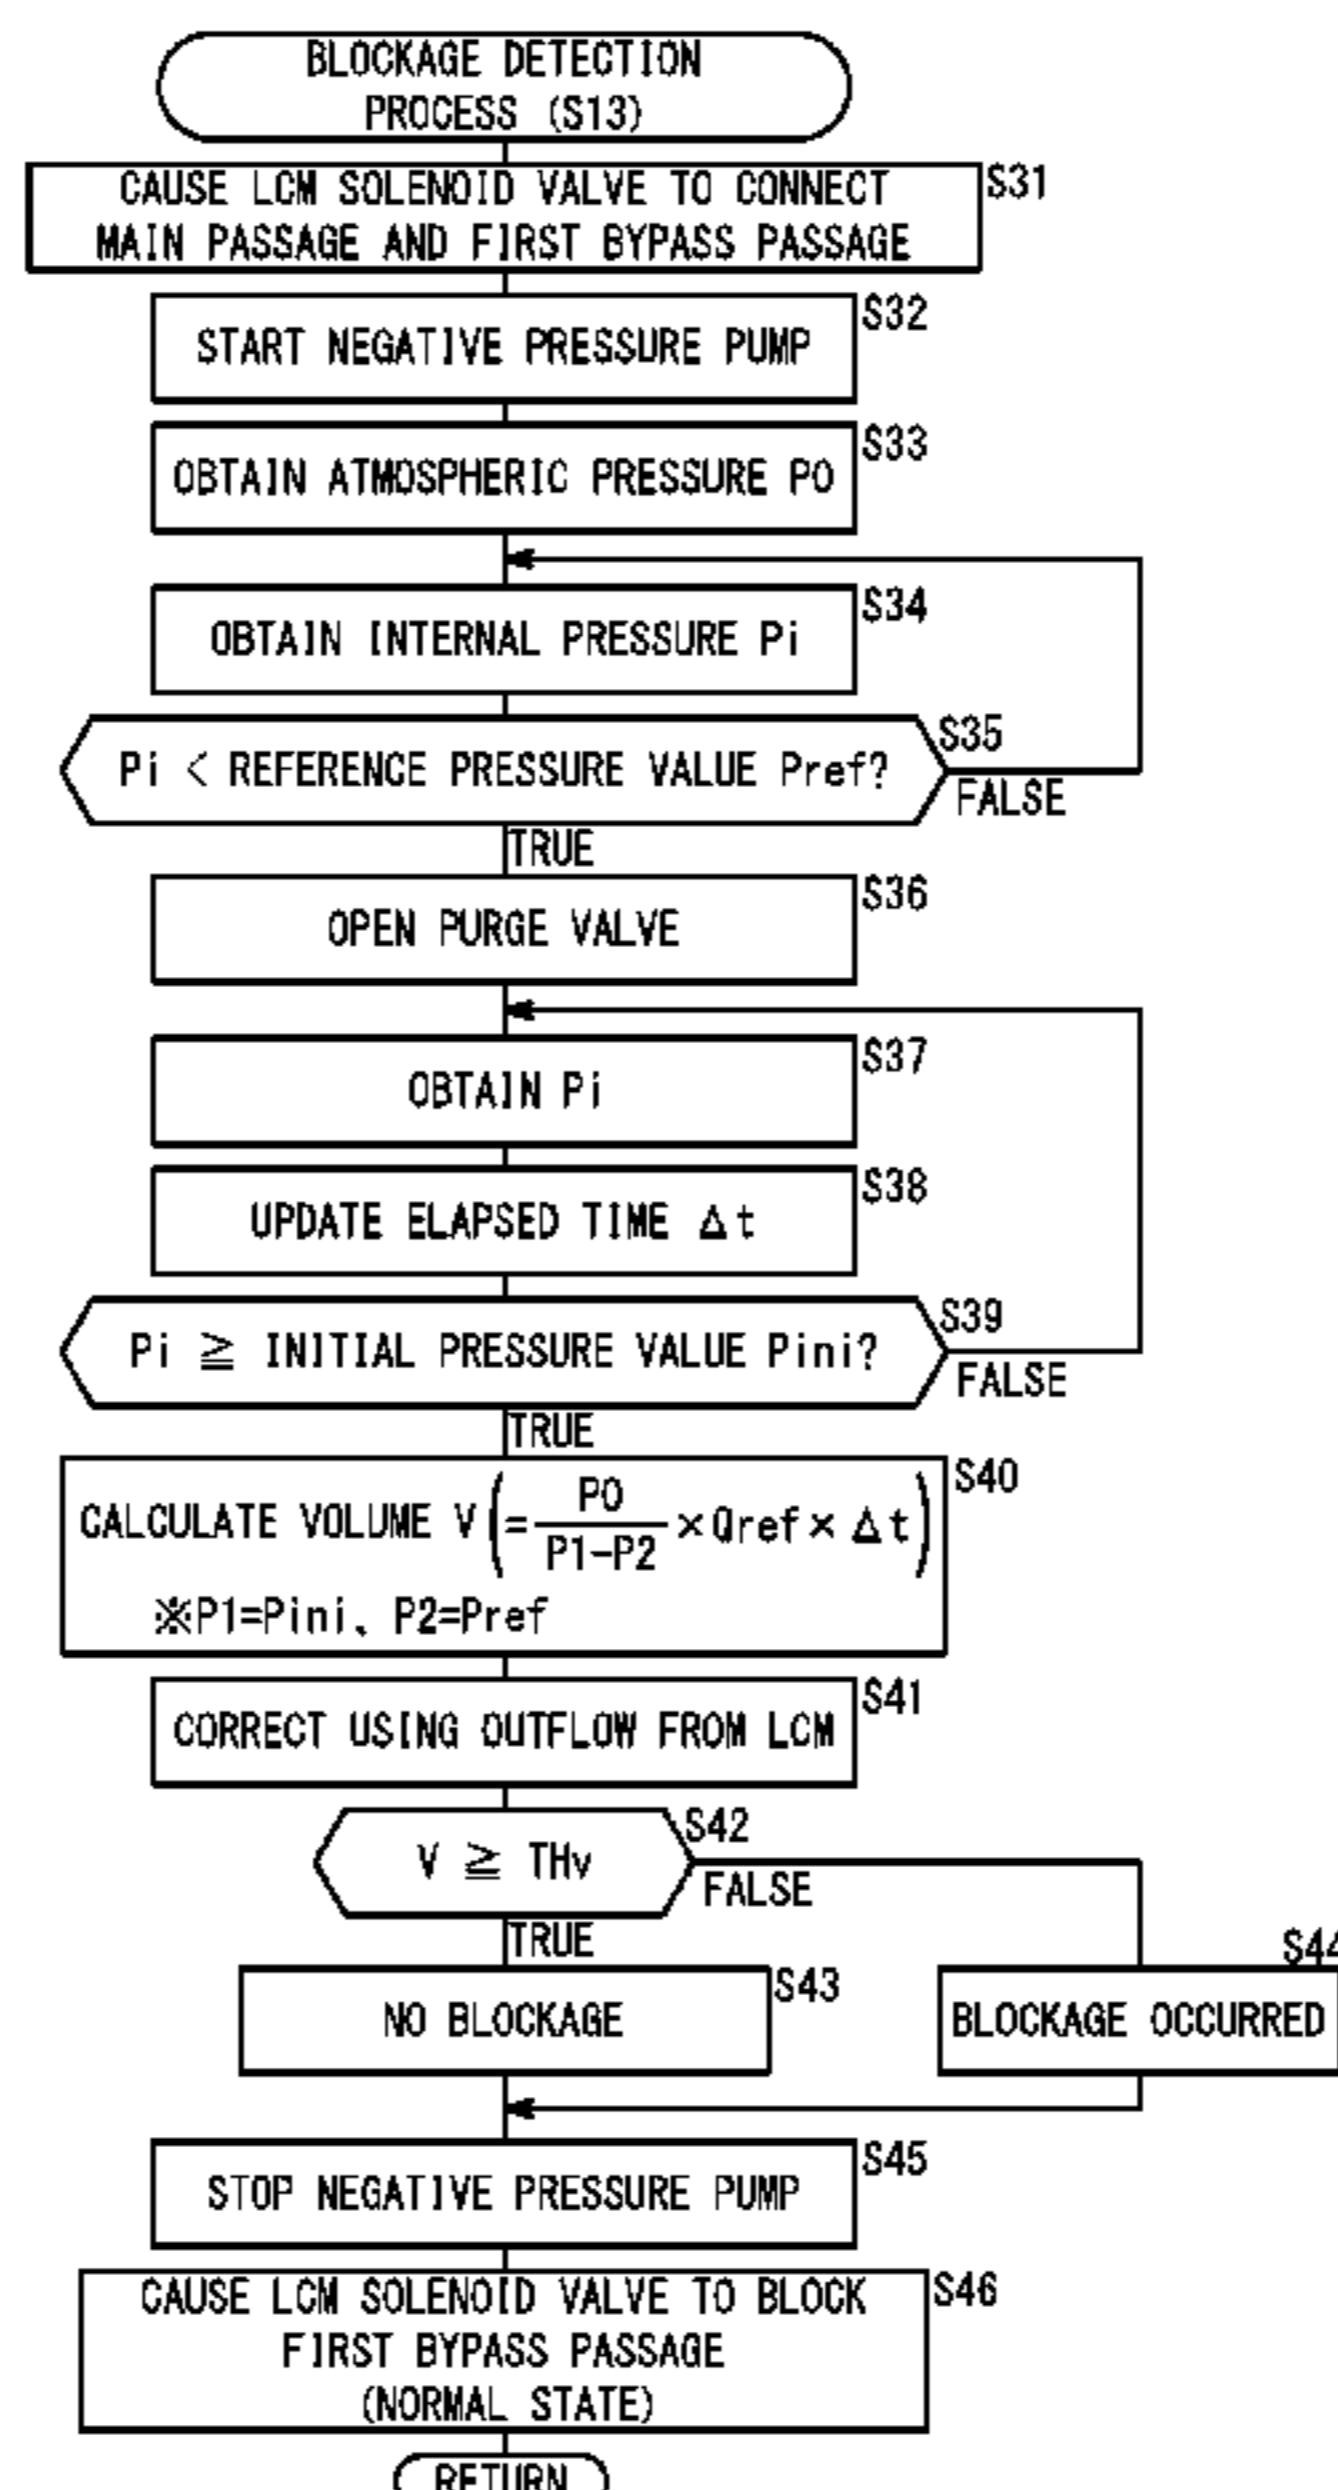 BLOCKAGE DETECTION
PROCESS (S13)
CAUSE LCM SOLENOID VALVE TO CONNECT
MAIN PASSAGE AND FIRST BYPASS PASSAGE
S31
START NEGATIVE PRESSURE PUMP
S32
OBTAIN ATMOSPHERIC PRESSURE P0
S33
OBTAIN INTERNAL PRESSURE Pi
S34
Pi < REFERENCE PRESSURE VALUE Pref?
S35
FALSE
TRUE
OPEN PURGE VALVE
S36
OBTAIN Pi
S37
UPDATE ELAPSED TIME Δt
S38
Pi ≧ INITIAL PRESSURE VALUE Pini?
S39
FALSE
TRUE
CALCULATE VOLUME V(=P0/P1-P2 ×Qref× Δt)
S40
※P1=Pini、P2=Pref
CORRECT USING OUTFLOW FROM LCM
S41
V ≧ THv
S42
FALSE
TRUE
NO BLOCKAGE
S43
S44
BLOCKAGE OCCURRED
STOP NEGATIVE PRESSURE PUMP
S45
CAUSE LCM SOLENOID VALVE TO BLOCK
FIRST BYPASS PASSAGE
(NORMAL STATE)
S46
RETURN